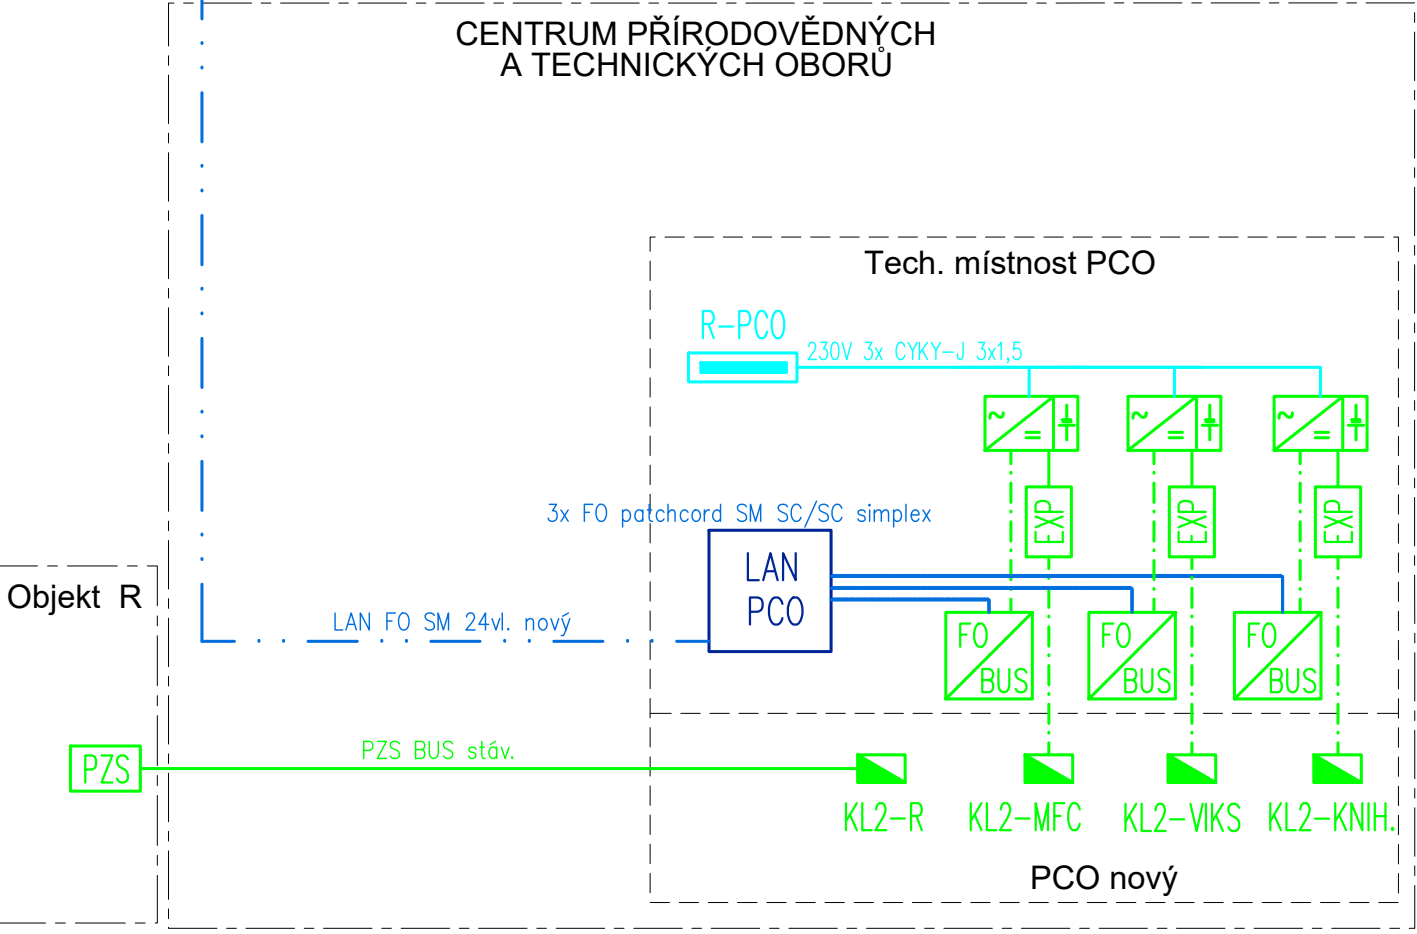 CENTRUM PŘÍRODOVĚDNÝCH
A TECHNICKÝCH OBORŮ
Tech. místnost PCO
R-PCO
230V 3x CYKY-J 3x1,5
~
=
~
=
~
=
3x FO patchcord SM SC/SC simplex
EXP
EXP
EXP
LAN
PCO
Objekt R
LAN FO SM 24vl. nový
FO
BUS
FO
BUS
FO
BUS
PZS
PZS BUS stáv.
KL2-R
KL2-MFC
KL2-VIKS
KL2-KNIH.
PCO nový